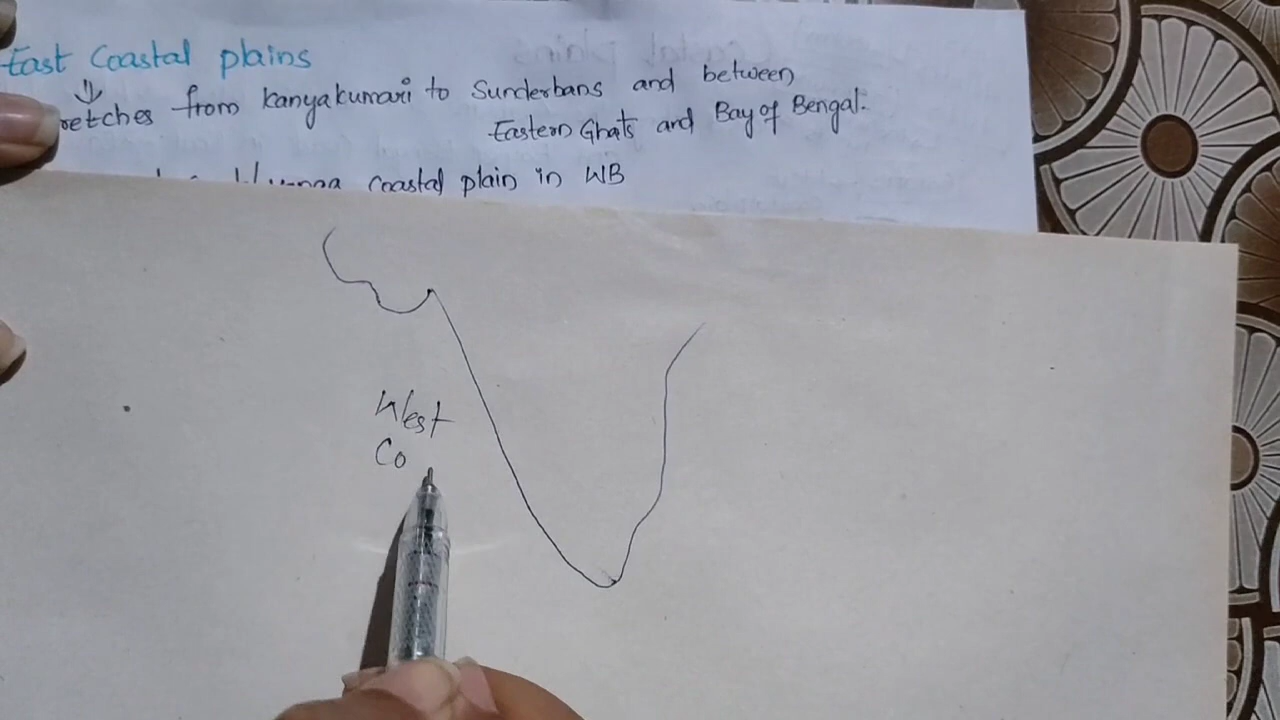 East Coastal plains
retches from Kanyakumari to Sunderbans and between
Eastern Ghats and Bay of Bengal.
coastal plain in WB
West
Co